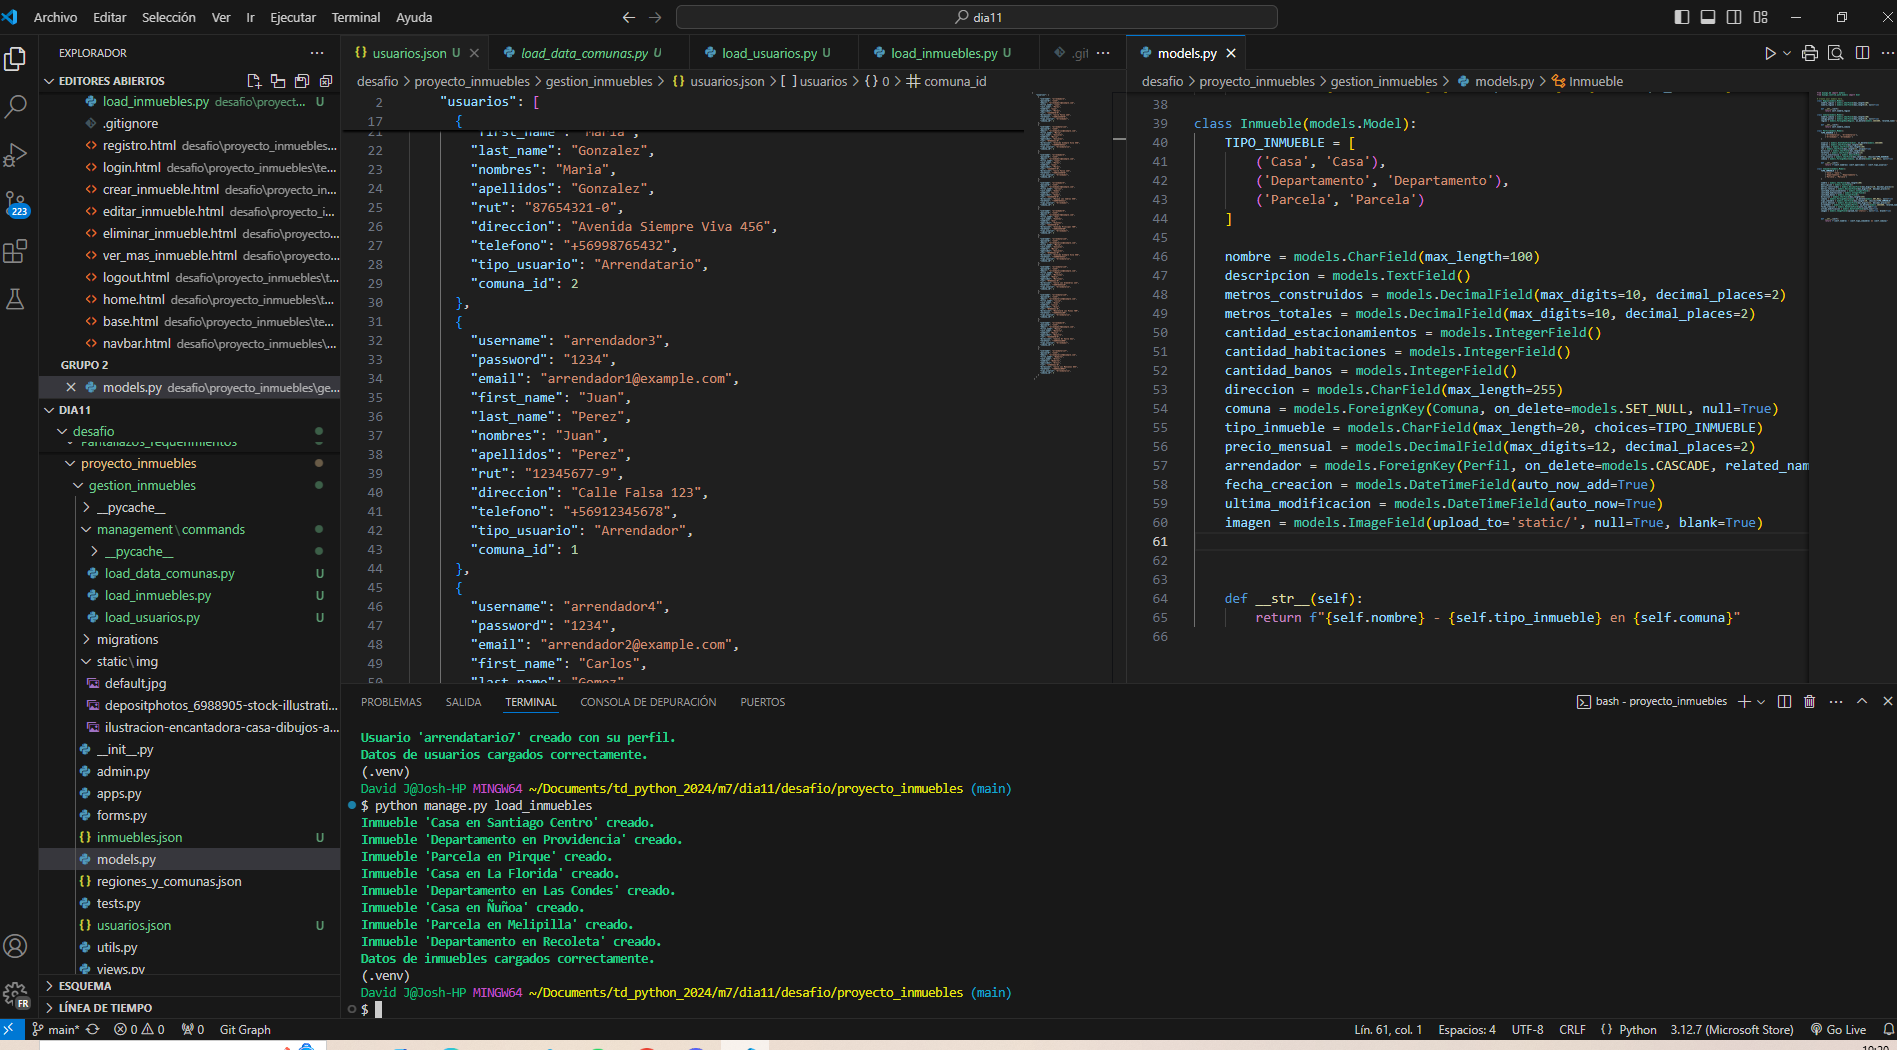 Archivo Editar Selección Ver Ir Ejecutar Terminal Ayuda
dia11
EXPLORADOR
EDITORES ABIERTOS
load_inmuebles.py desafio\proyect... U
.gitignore
registro.html desafio\proyecto_inmuebles...
login.html desafio\proyecto_inmuebles\te...
crear_inmueble.html desafio\proyecto_in...
editar_inmueble.html desafio\proyecto_i...
eliminar_inmueble.html desafio\proyecto...
ver_mas_inmueble.html desafio\proyecto...
logout.html desafio\proyecto_inmuebles\t...
home.html desafio\proyecto_inmuebles\t...
base.html desafio\proyecto_inmuebles\te...
navbar.html desafio\proyecto_inmuebles\...
GRUPO 2
models.py desafio\proyecto_inmuebles\ge...
DIA11
desafio
Pantallazos_requerimientos
proyecto_inmuebles
gestion_inmuebles
__pycache__
management\commands
__pycache__
load_data_comunas.py U
load_inmuebles.py U
load_usuarios.py U
migrations
static\img
default.jpg
depositphotos_6988905-stock-illustrati...
ilustracion-encantadora-casa-dibujos-a...
__init__.py
admin.py
apps.py
forms.py
inmuebles.json U
models.py
regiones_y_comunas.json
tests.py
usuarios.json U
utils.py
views.py
ESQUEMA
LÍNEA DE TIEMPO
223
FR
usuarios.json U
load_data_comunas.py U
load_usuarios.py U
load_inmuebles.py U
.git
desafio > proyecto_inmuebles > gestion_inmuebles > usuarios.json > [ ] usuarios > {} 0 > comuna_id
2 "usuarios": [
17 {
21 "first_name": "Maria",
22 "last_name": "Gonzalez",
23 "nombres": "Maria",
24 "apellidos": "Gonzalez",
25 "rut": "87654321-0",
26 "direccion": "Avenida Siempre Viva 456",
27 "telefono": "+56998765432",
28 "tipo_usuario": "Arrendatario",
29 "comuna_id": 2
30 },
31 {
32 "username": "arrendador3",
33 "password": "1234",
34 "email": "arrendador1@example.com",
35 "first_name": "Juan",
36 "last_name": "Perez",
37 "nombres": "Juan",
38 "apellidos": "Perez",
39 "rut": "12345677-9",
40 "direccion": "Calle Falsa 123",
41 "telefono": "+56912345678",
42 "tipo_usuario": "Arrendador",
43 "comuna_id": 1
44 },
45 {
46 "username": "arrendador4",
47 "password": "1234",
48 "email": "arrendador2@example.com",
49 "first_name": "Carlos",
50 "last_name": "Gomez",
models.py
desafio > proyecto_inmuebles > gestion_inmuebles > models.py > Inmueble
38
39 class Inmueble(models.Model):
40 TIPO_INMUEBLE = [
41 ('Casa', 'Casa'),
42 ('Departamento', 'Departamento'),
43 ('Parcela', 'Parcela')
44 ]
45
46 nombre = models.CharField(max_length=100)
47 descripcion = models.TextField()
48 metros_construidos = models.DecimalField(max_digits=10, decimal_places=2)
49 metros_totales = models.DecimalField(max_digits=10, decimal_places=2)
50 cantidad_estacionamientos = models.IntegerField()
51 cantidad_habitaciones = models.IntegerField()
52 cantidad_banos = models.IntegerField()
53 direccion = models.CharField(max_length=255)
54 comuna = models.ForeignKey(Comuna, on_delete=models.SET_NULL, null=True)
55 tipo_inmueble = models.CharField(max_length=20, choices=TIPO_INMUEBLE)
56 precio_mensual = models.DecimalField(max_digits=12, decimal_places=2)
57 arrendador = models.ForeignKey(Perfil, on_delete=models.CASCADE, related_nam
58 fecha_creacion = models.DateTimeField(auto_now_add=True)
59 ultima_modificacion = models.DateTimeField(auto_now=True)
60 imagen = models.ImageField(upload_to='static/', null=True, blank=True)
61
62
63
64 def __str__(self):
65 return f"{self.nombre} - {self.tipo_inmueble} en {self.comuna}"
66
PROBLEMAS SALIDA TERMINAL CONSOLA DE DEPURACIÓN PUERTOS
bash - proyecto_inmuebles
Usuario 'arrendatario7' creado con su perfil.
Datos de usuarios cargados correctamente.
(.venv)
David J@Josh-HP MINGW64 ~/Documents/td_python_2024/m7/dia11/desafio/proyecto_inmuebles (main)
$ python manage.py load_inmuebles
Inmueble 'Casa en Santiago Centro' creado.
Inmueble 'Departamento en Providencia' creado.
Inmueble 'Parcela en Pirque' creado.
Inmueble 'Casa en La Florida' creado.
Inmueble 'Departamento en Las Condes' creado.
Inmueble 'Casa en Ñuñoa' creado.
Inmueble 'Parcela en Melipilla' creado.
Inmueble 'Departamento en Recoleta' creado.
Datos de inmuebles cargados correctamente.
(.venv)
David J@Josh-HP MINGW64 ~/Documents/td_python_2024/m7/dia11/desafio/proyecto_inmuebles (main)
$
main* 0 0 0 Git Graph
Lín. 61, col. 1 Espacios: 4 UTF-8 CRLF {} Python 3.12.7 (Microsoft Store) Go Live